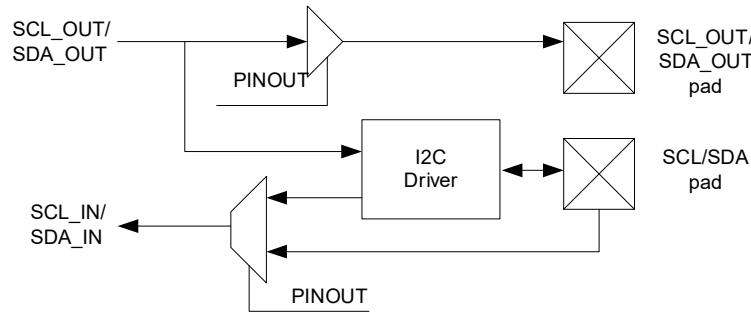 SCL_OUT/
SDA_OUT
PINOUT
SCL_OUT/
SDA_OUT
pad
I2C
Driver
SCL/SDA
pad
SCL_IN/
SDA_IN
PINOUT